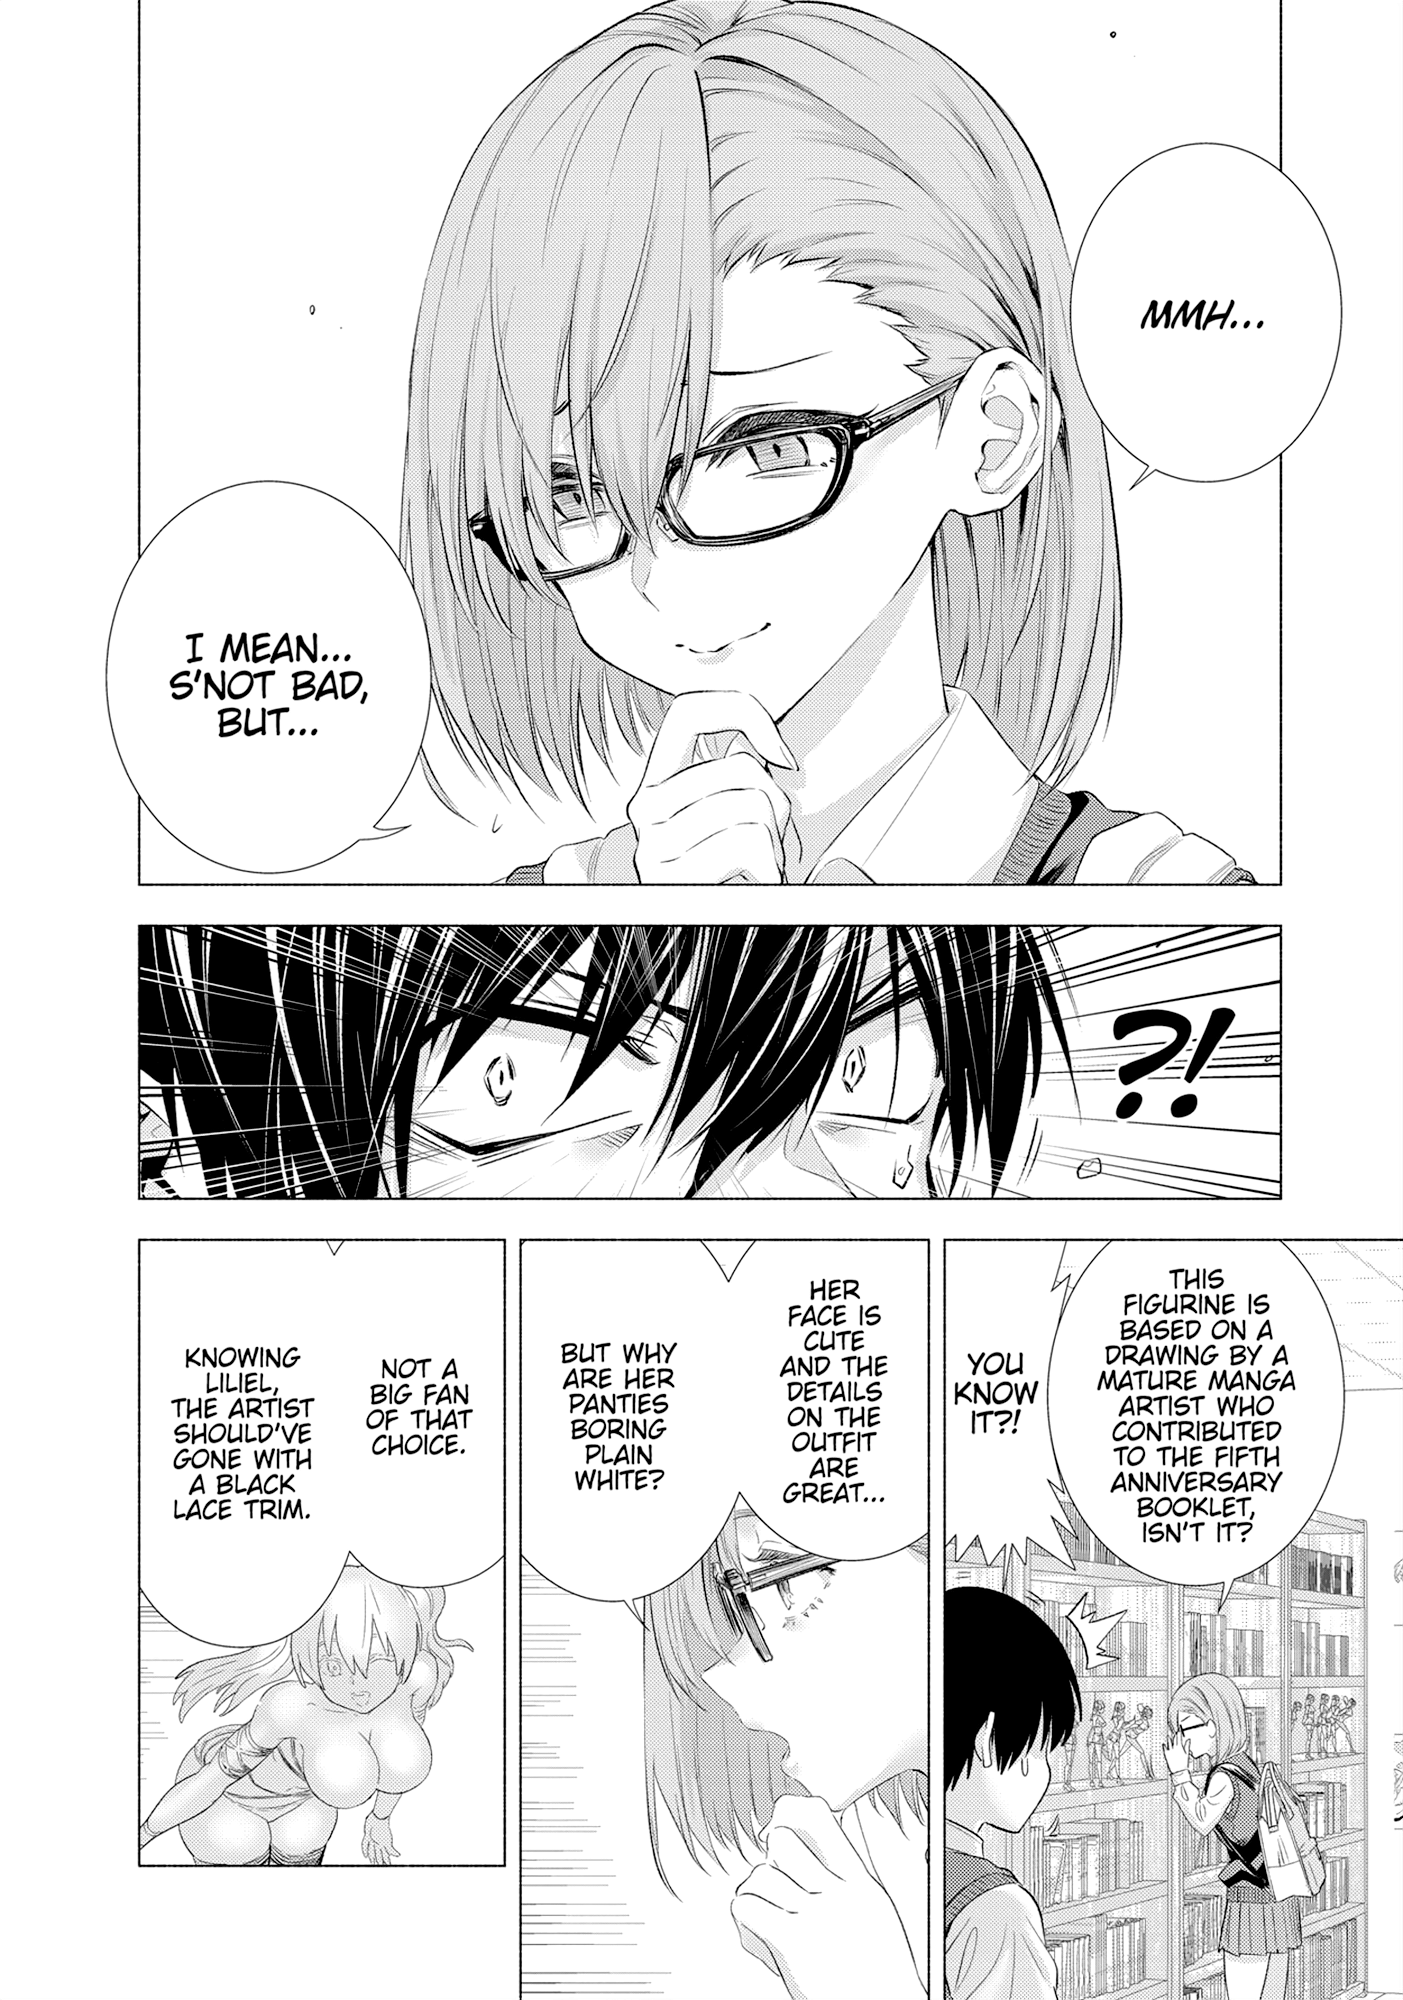 MMH...
I MEAN...
S'NOT BAD,
BUT...
?!
THIS
FIGURINE IS
BASED ON A
DRAWING BY A
MATURE MANGA
ARTIST WHO
CONTRIBUTED
TO THE FIFTH
ANNIVERSARY
BOOKLET,
ISN'T IT?
YOU
KNOW
IT?!
HER
FACE IS
CUTE
AND THE
DETAILS
ON THE
OUTFIT
ARE
GREAT...
BUT WHY
ARE HER
PANTIES
BORING
PLAIN
WHITE?
NOT A
BIG FAN
OF THAT
CHOICE.
KNOWING
LILIEL,
THE ARTIST
SHOULD'VE
GONE WITH
A BLACK
LACE TRIM.